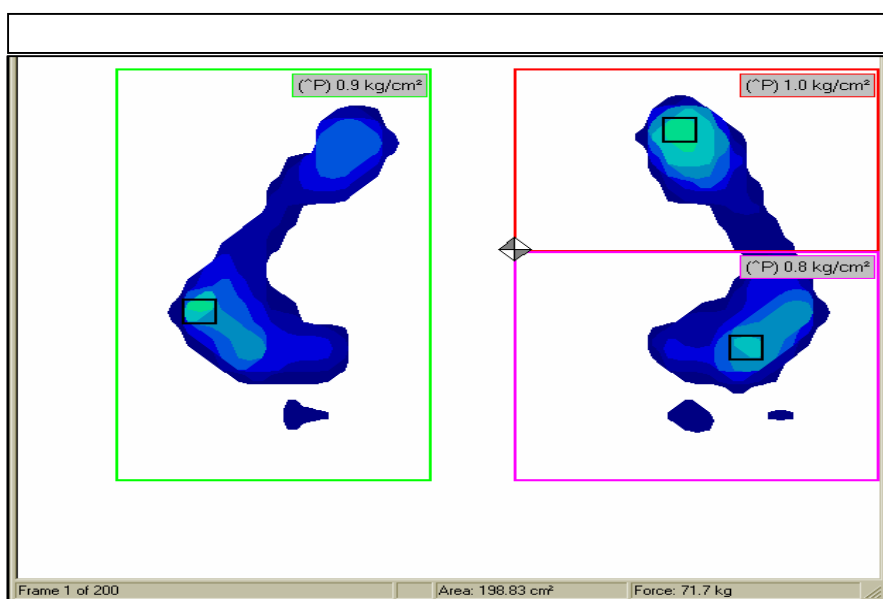 (^P) 0.9 kg/cm²
(^P) 1.0 kg/cm²
(^P) 0.8 kg/cm²
Frame 1 of 200
Area: 198.83 cm²
Force: 71.7 kg